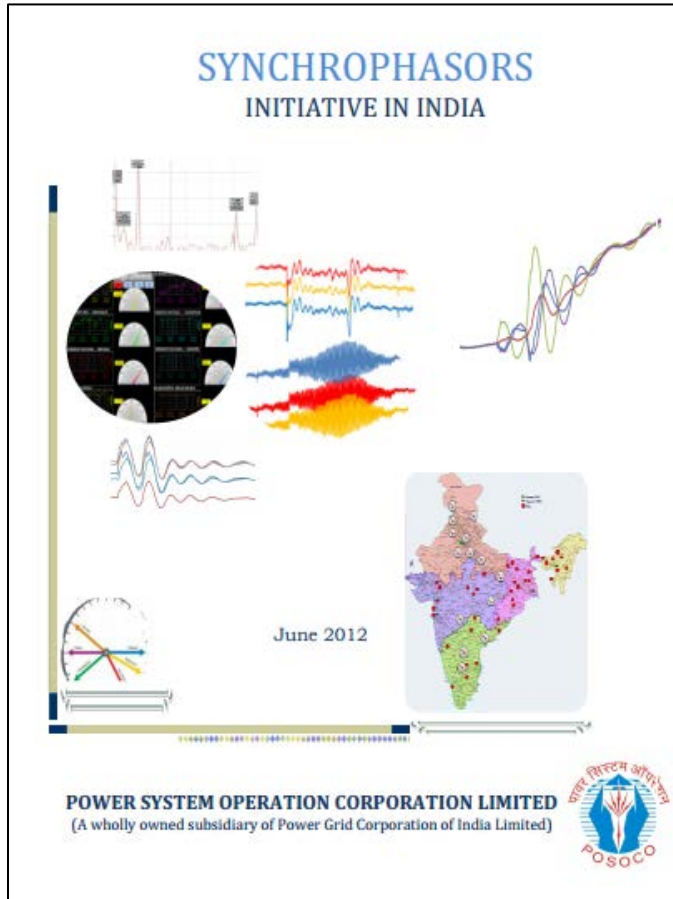 SYNCHROPHASORS
INITIATIVE IN INDIA
June 2012
POWER SYSTEM OPERATION CORPORATION LIMITED
(A wholly owned subsidiary of Power Grid Corporation of India Limited)
पावर सिस्टम ऑपरेशन
POSOCO